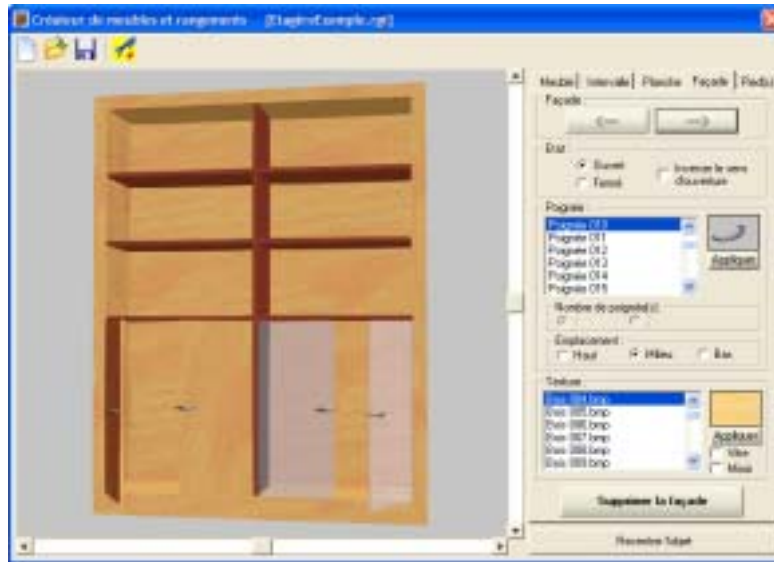 Créateur de meubles et rangements - [EtagèreExemple.rgt]
Meuble Intervalle Planche Façade
Façade
<--- --->
Etat
Ouvert
Fermé
Inverser le sens
d'ouverture
Poignée
Poignée 010
Poignée 011
Poignée 012
Poignée 013
Poignée 014
Poignée 015
Appliquer
Nombre de poignée(s)
Emplacement
Haut Milieu Bas
Texture
Bois 004.bmp
Bois 005.bmp
Bois 006.bmp
Bois 007.bmp
Bois 008.bmp
Bois 009.bmp
Appliquer
Vitre
Miroir
Supprimer la façade